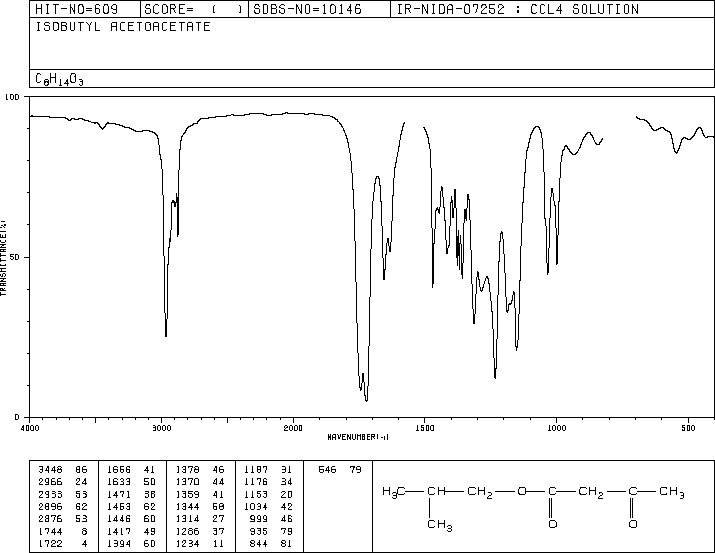 HIT-NO=609 SCORE= ( ) SDBS-NO=10146 IR-NIDA-07252 : CCL4 SOLUTION
ISOBUTYL ACETOACETATE
C8H14O3
100
50
0
TRANSMITTANCE(%)
4000 3000 2000 1500 1000 500
WAVENUMBER(-1)
3448 86 1656 41 1378 46 1187 31 546 79
2966 24 1633 50 1370 44 1176 34
2933 53 1471 38 1359 41 1153 20
2896 62 1463 62 1344 58 1034 42
2876 53 1446 60 1314 27 999 46
1744 8 1417 49 1286 37 935 79
1722 4 1394 60 1234 11 844 81
H3C CH CH2 O C CH2 C CH3
CH3 O O